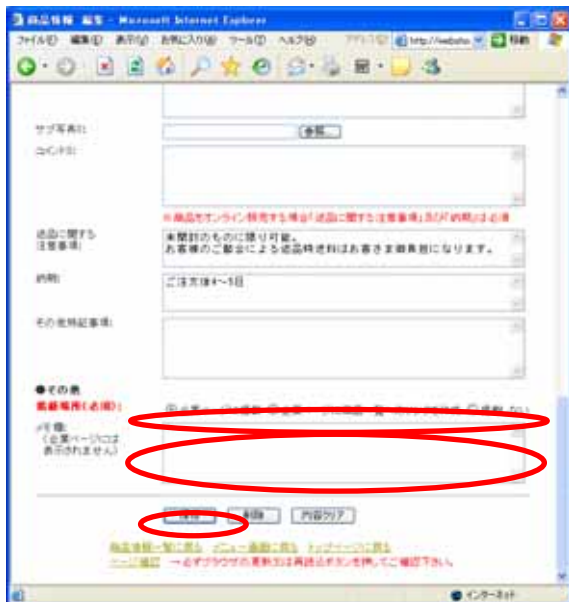 商品情報 編集 - Microsoft Internet Explorer
ファイル(F) 編集(E) 表示(V) お気に入り(A) ツール(T) ヘルプ(H) アドレス(D) http://websho 移動
サブ写真5: 参照...
コメント5:
※商品をオンライン販売する場合「返品に関する注意事項」及び「納期」は必須
返品に関する
注意事項:
未開封のものに限り可能。
お客様のご都合による返品時送料はお客さま御負担になります。
納期:
ご注文後4～5日
その他特記事項:
●その他
掲載場所(必須):
メモ欄:
(企業ページには
表示されません)
削除 内容クリア
商品情報一覧に戻る メニュー画面に戻る トップページに戻る
ページ確認 →必ずブラウザの更新又は再読込ボタンを押してご確認下さい。
インターネット